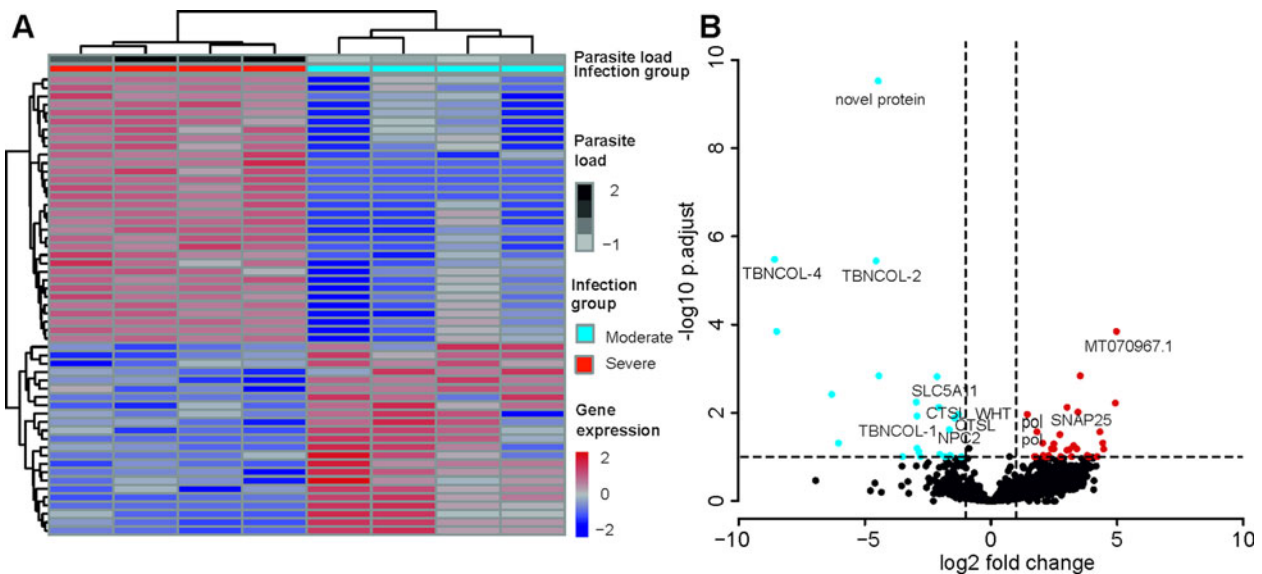 A
Parasite load
Infection group
Parasite
load
2
−1
Infection
group
Moderate
Severe
Gene
expression
2
0
−2
B
-log10 p.adjust
10
8
6
4
2
0
novel protein
TBNCOL-4
TBNCOL-2
MT070967.1
SLC5A11
CTSL WHT
CTSL
TBNCOL-1
NPC2
pol
pol
SNAP25
−10
−5
0
5
10
log2 fold change